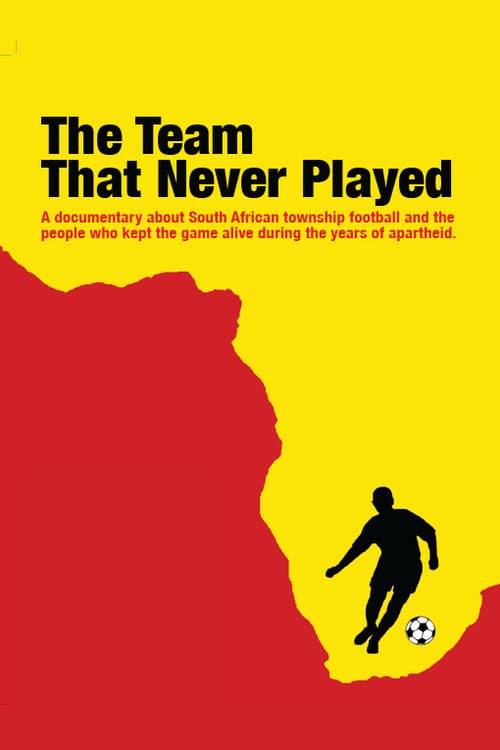 The Team
That Never Played
A documentary about South African township football and the
people who kept the game alive during the years of apartheid.